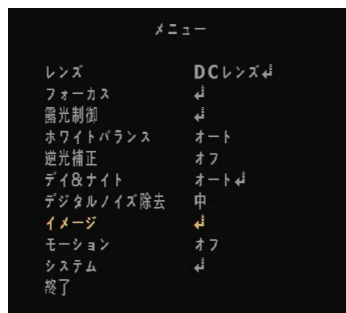 メニュー
レンズ DCレンズ↲
フォーカス ↲
露光制御 ↲
ホワイトバランス オート
逆光補正 オフ
デイ&ナイト オート↲
デジタルノイズ除去 中
イメージ ↲
モーション オフ
システム ↲
終了